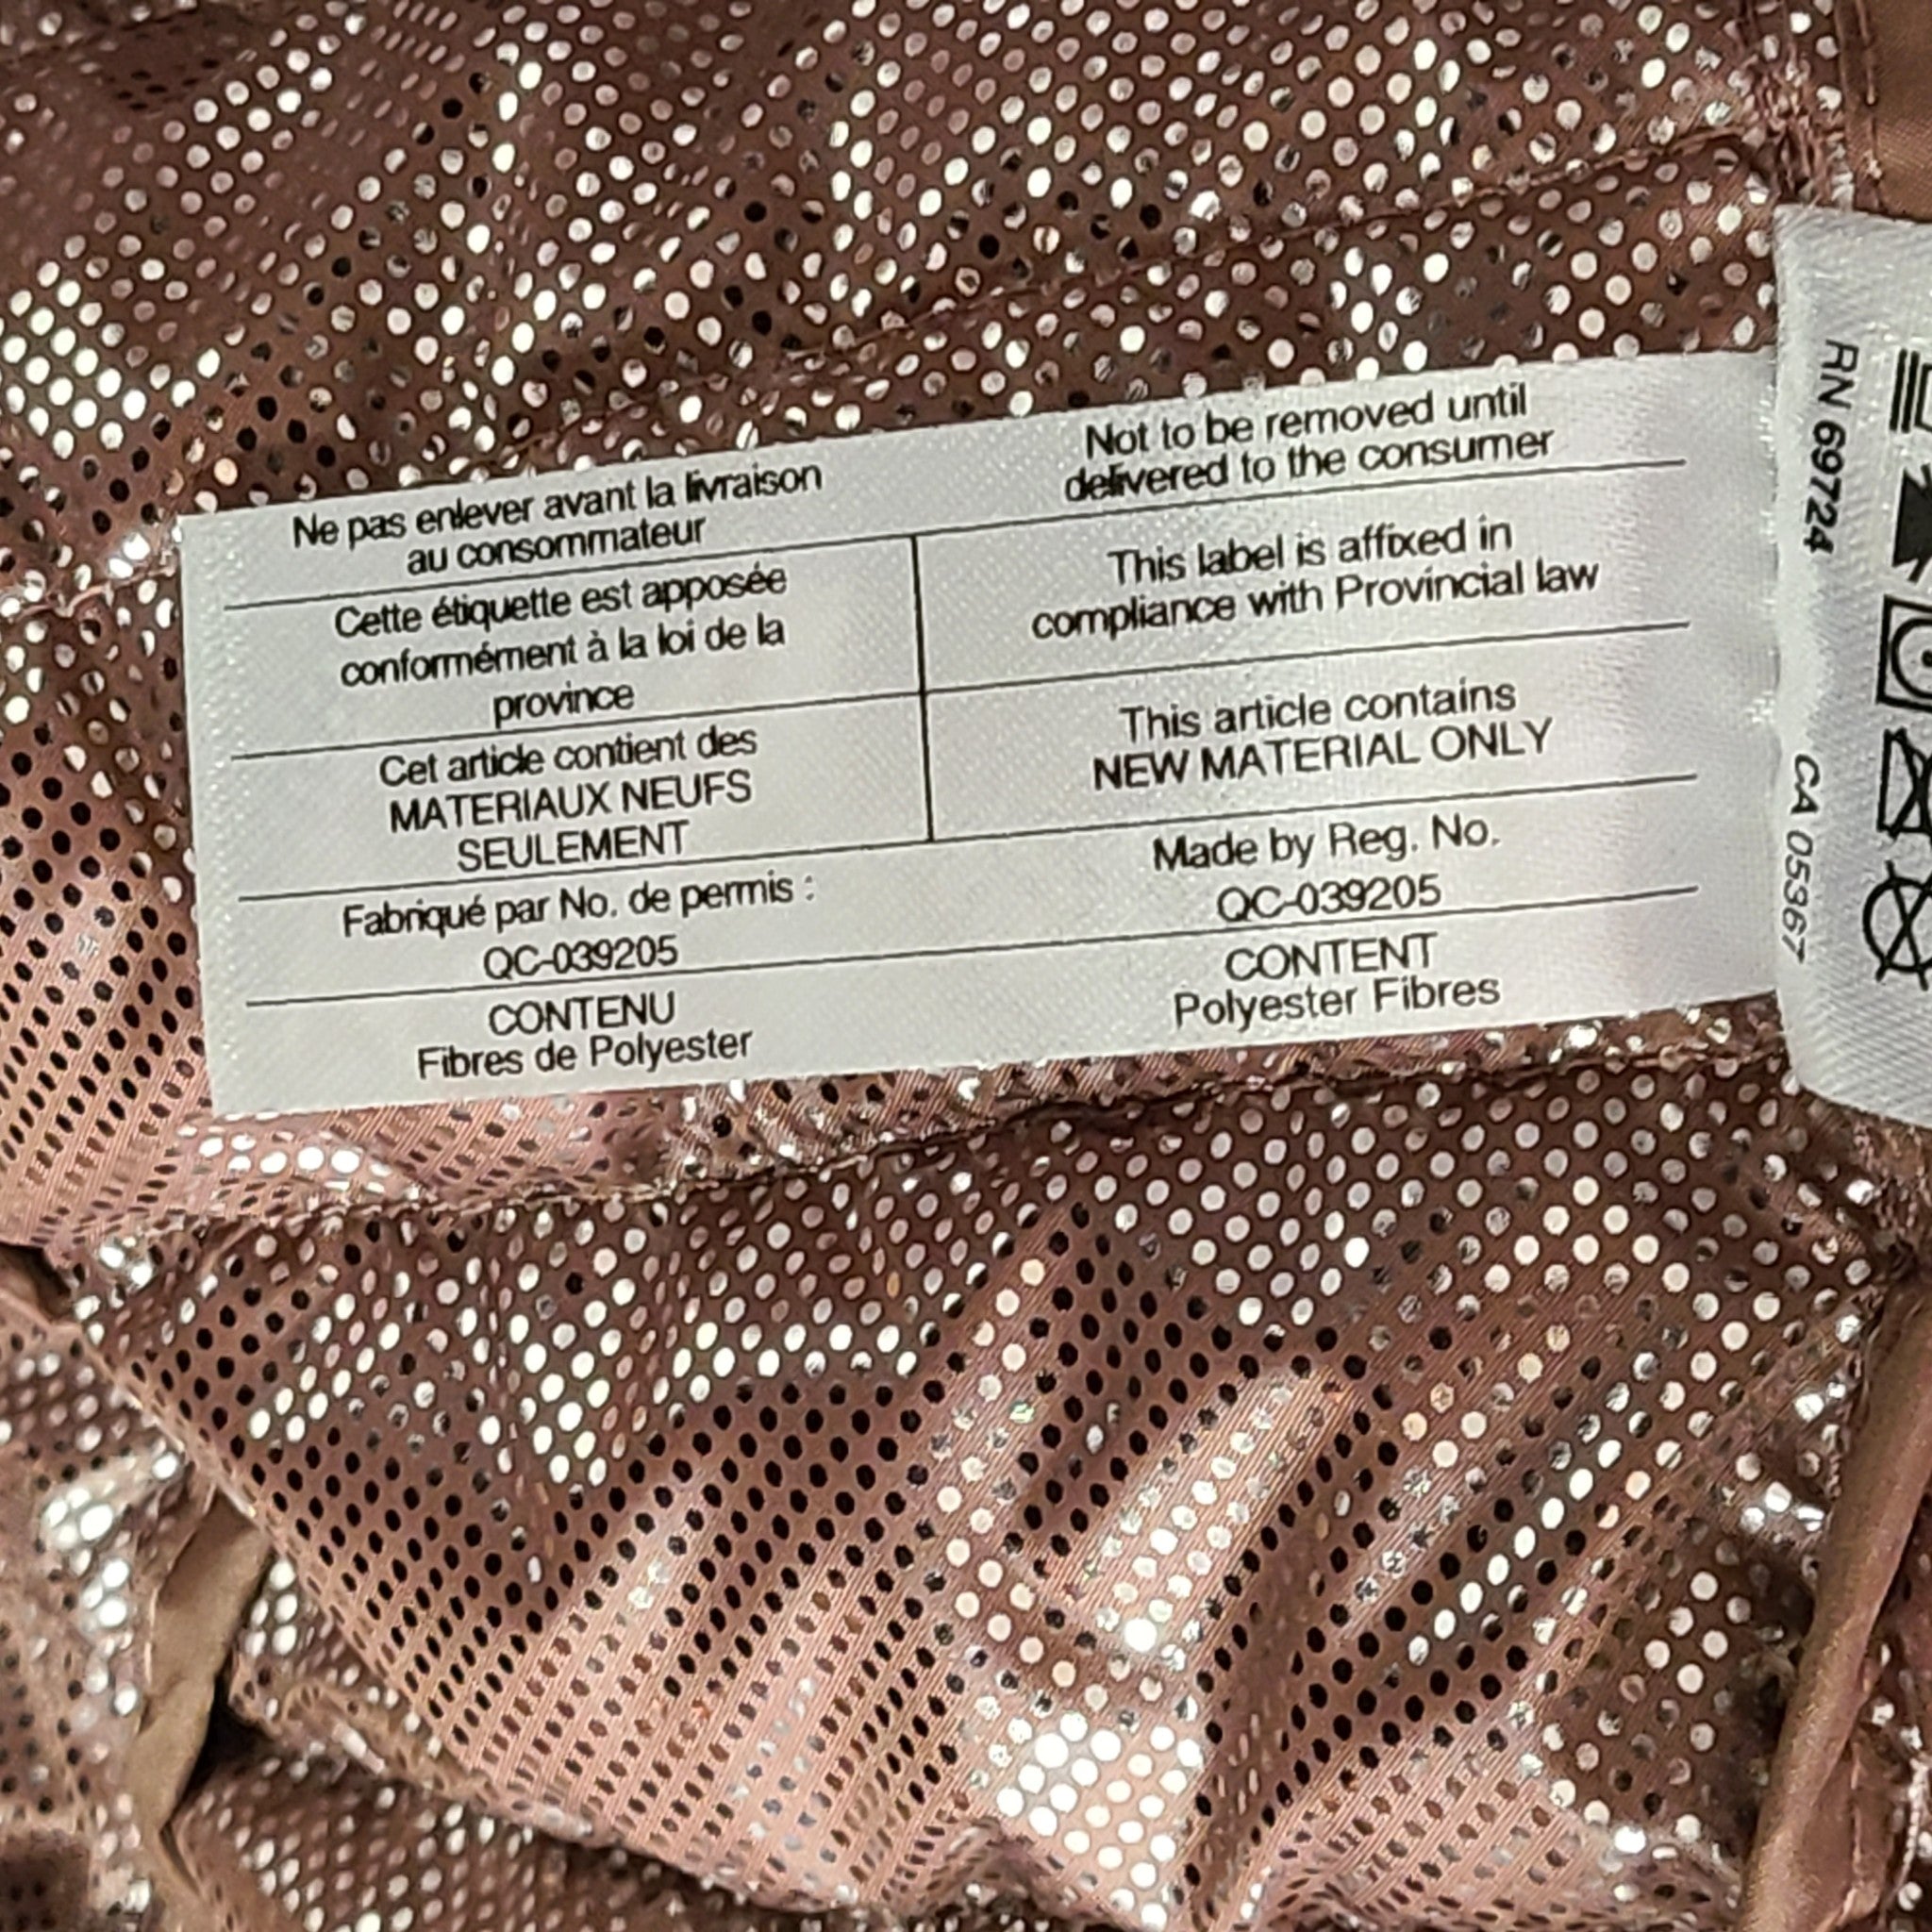 Ne pas enlever avant la livraison
au consommateur
Not to be removed until
delivered to the consumer
Cette étiquette est apposée
conformément à la loi de la
province
This label is affixed in
compliance with Provincial law
Cet article contient des
MATERIAUX NEUFS
SEULEMENT
This article contains
NEW MATERIAL ONLY
Fabriqué par No. de permis :
QC-039205
Made by Reg. No.
QC-039205
CONTENU
Fibres de Polyester
CONTENT
Polyester Fibres
RN 69724
CA 05367